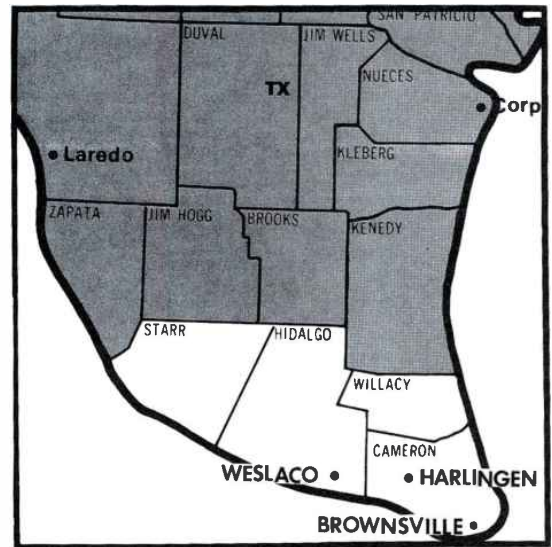 SAN PATRICIO
DUVAL
JIM WELLS
TX
NUECES
Corp
Laredo
KLEBERG
ZAPATA
JIM HOGG
BROOKS
KENEDY
STARR
HIDALGO
WILLACY
CAMERON
WESLACO
HARLINGEN
BROWNSVILLE